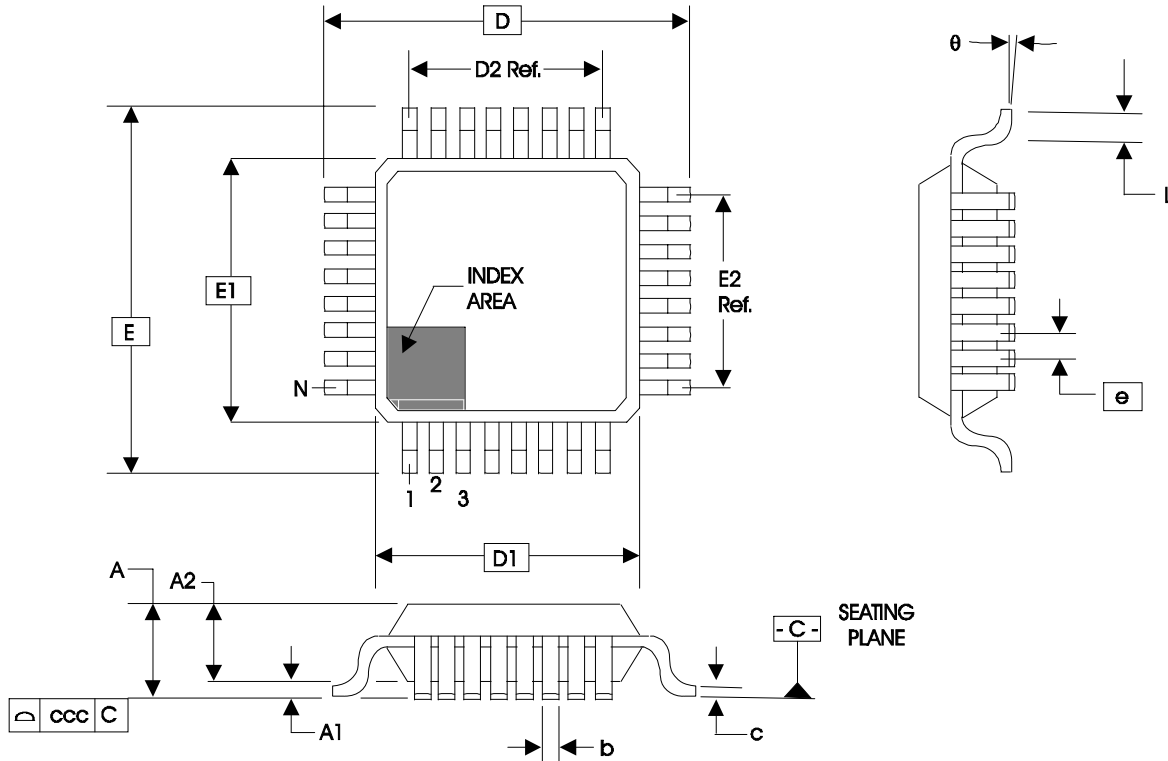 D
D2 Ref.
θ
L
E1
E
INDEX
AREA
E2
Ref.
N
e
1
2
3
D1
A
A2
- C -
SEATING
PLANE
ccc C
A1
b
c